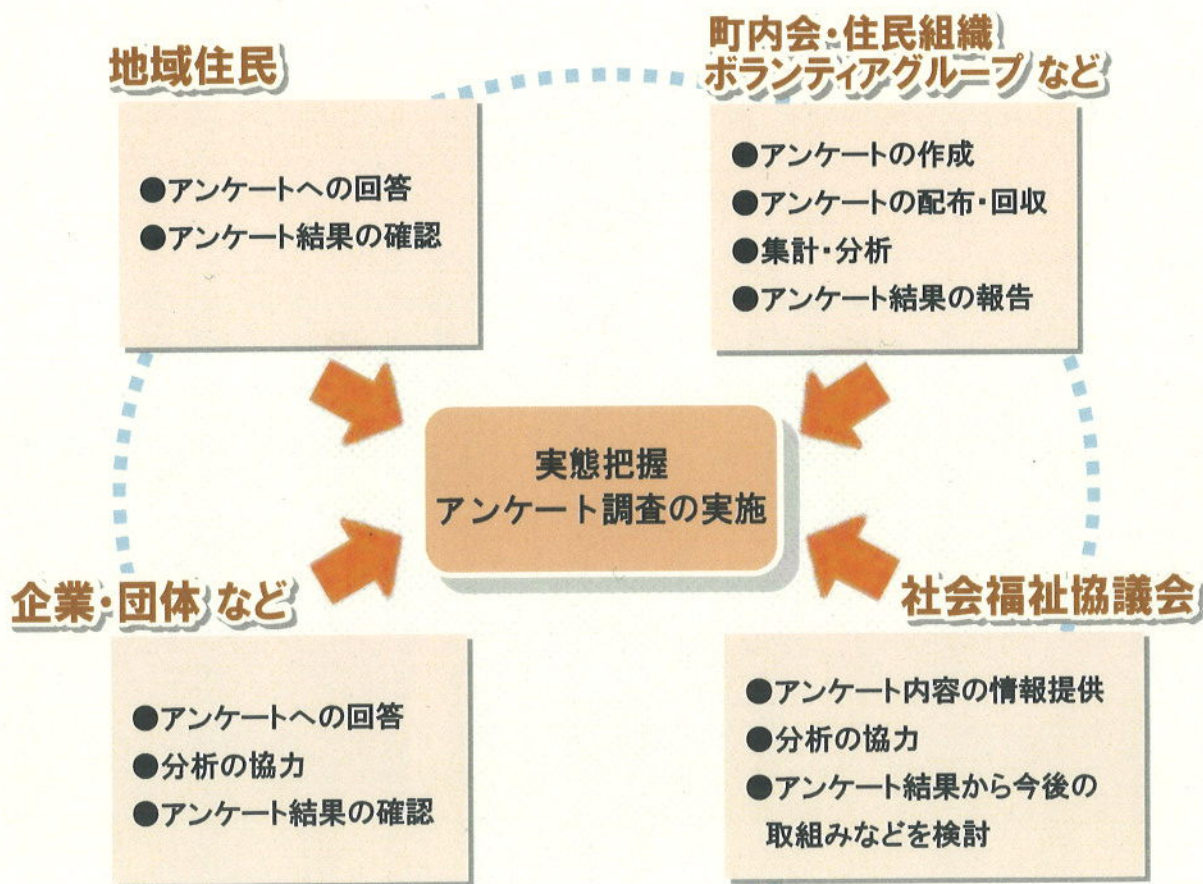 地域住民
●アンケートへの回答
●アンケート結果の確認
町内会・住民組織
ボランティアグループ など
●アンケートの作成
●アンケートの配布・回収
●集計・分析
●アンケート結果の報告
実態把握
アンケート調査の実施
企業・団体 など
●アンケートへの回答
●分析の協力
●アンケート結果の確認
社会福祉協議会
●アンケート内容の情報提供
●分析の協力
●アンケート結果から今後の
取組みなどを検討